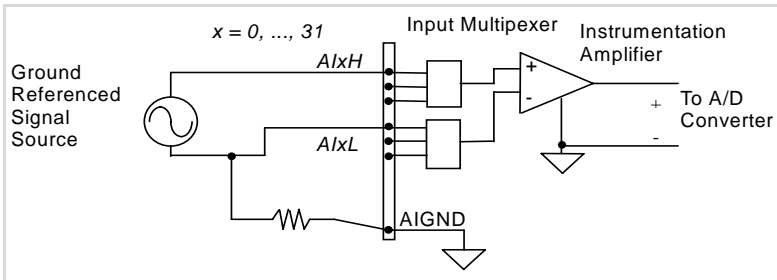 x = 0, ..., 31
Input Multipexer
Instrumentation
Amplifier
Ground
Referenced
Signal
Source
AIxH
AIxL
AIGND
+
-
+
-
To A/D
Converter